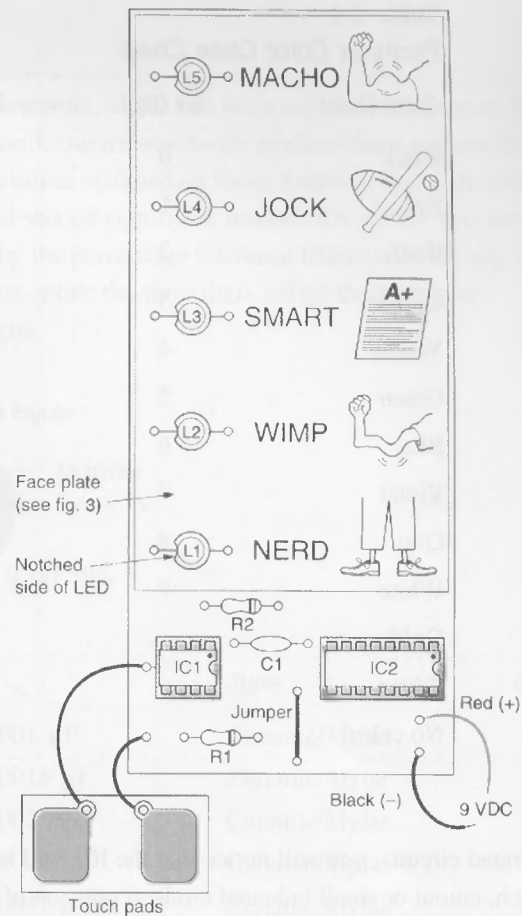 L5 MACHO
L4 JOCK
A+
L3 SMART
L2 WIMP
Face plate
(see fig. 3)
Notched
side of LED
L1 NERD
R2
IC1
C1
IC2
Jumper
R1
Red (+)
Black (−)
9 VDC
Touch pads